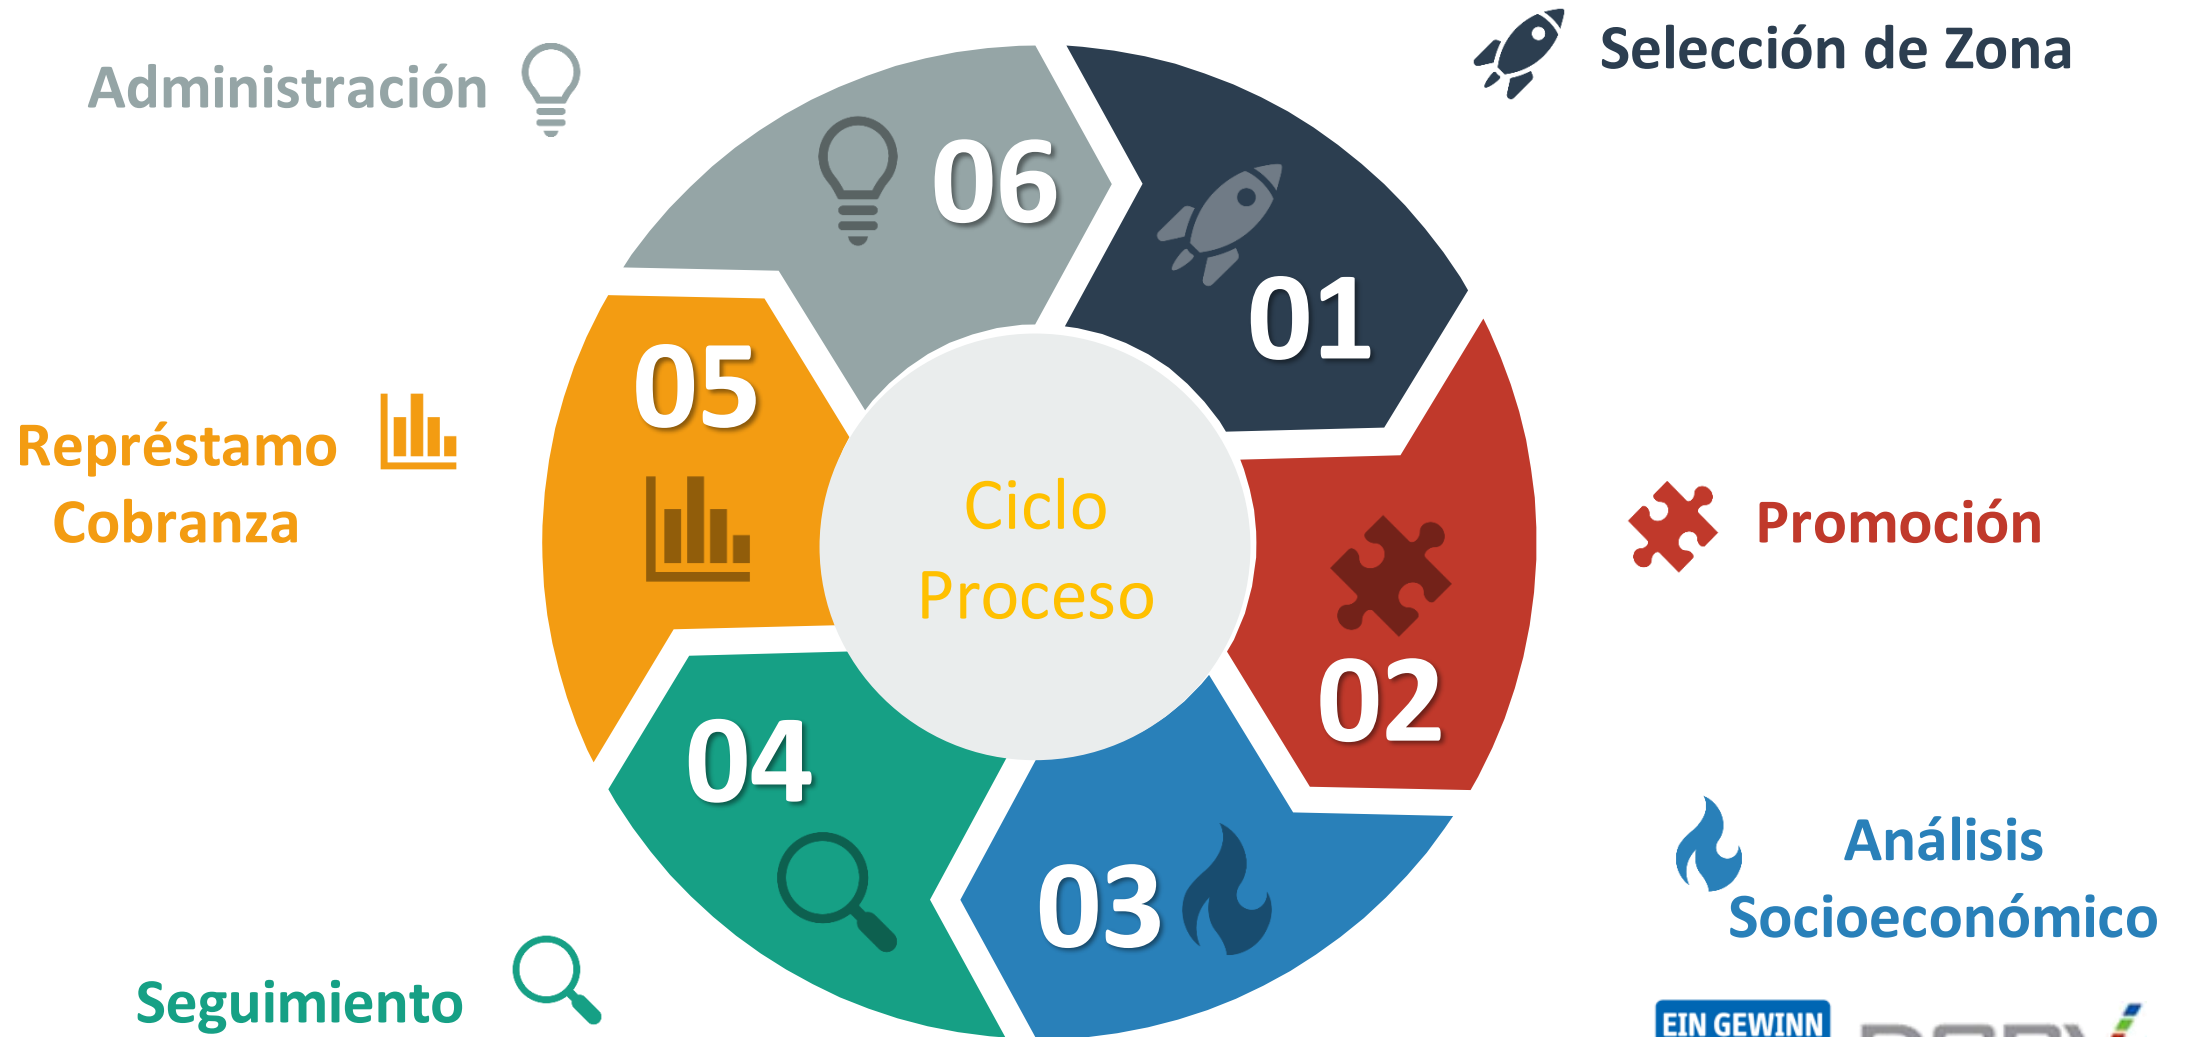 Selección de Zona
Administración
06
01
05
Représtamo
Cobranza
Ciclo
Proceso
Promoción
02
04
03
Análisis
Socioeconómico
Seguimiento
EIN GEWINN